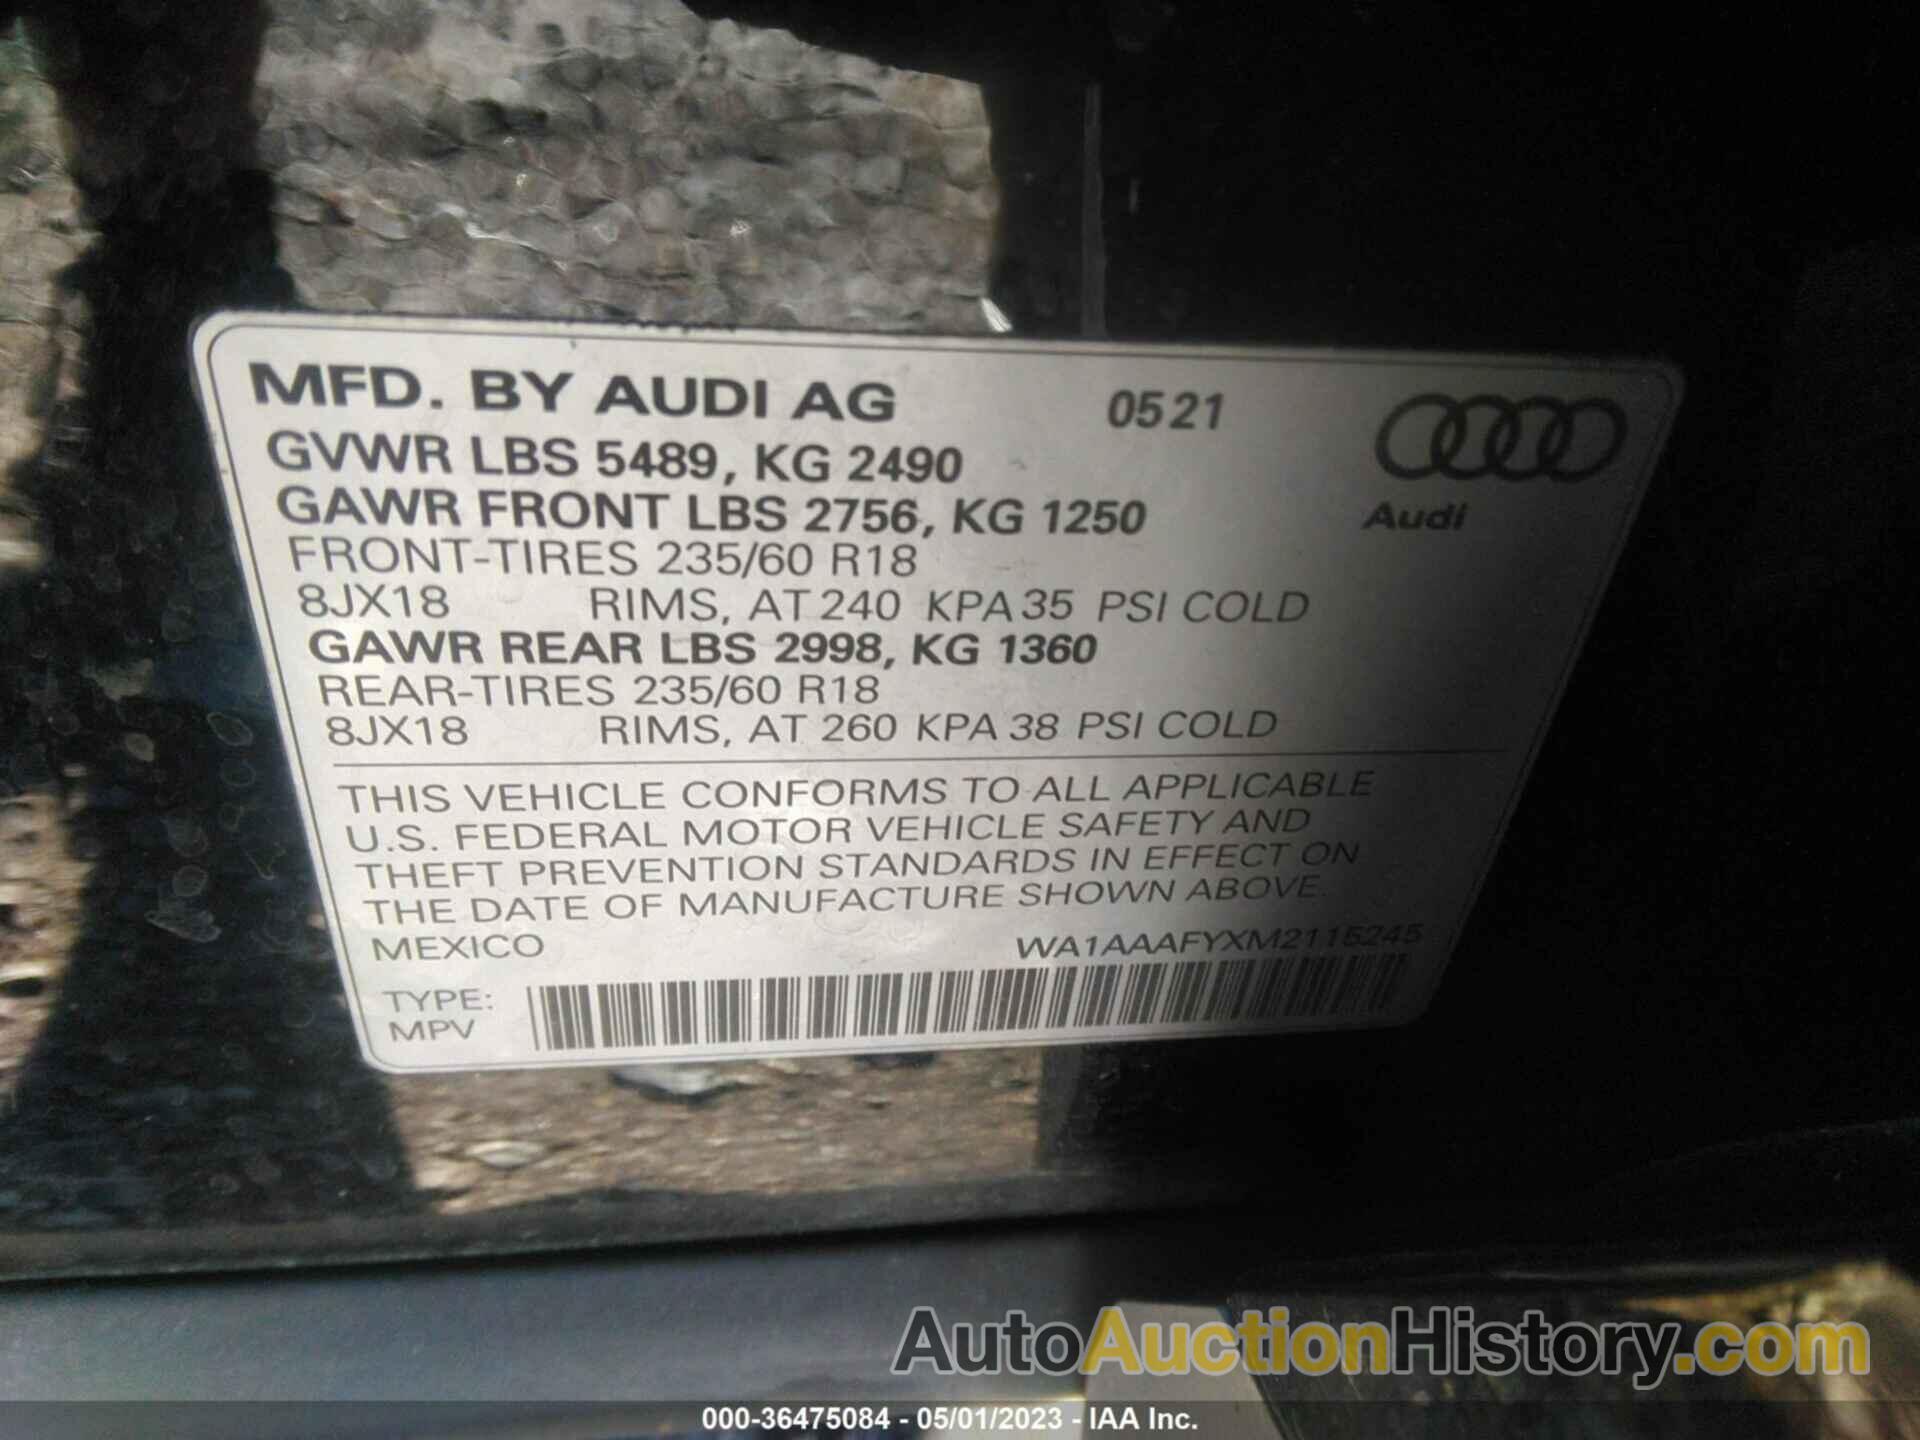 MFD. BY AUDI AG 0521
GVWR LBS 5489, KG 2490
GAWR FRONT LBS 2756, KG 1250
Audi
FRONT-TIRES 235/60 R18
8JX18 RIMS, AT 240 KPA 35 PSI COLD
GAWR REAR LBS 2998, KG 1360
REAR-TIRES 235/60 R18
8JX18 RIMS, AT 260 KPA 38 PSI COLD
THIS VEHICLE CONFORMS TO ALL APPLICABLE
U.S. FEDERAL MOTOR VEHICLE SAFETY AND
THEFT PREVENTION STANDARDS IN EFFECT ON
THE DATE OF MANUFACTURE SHOWN ABOVE.
MEXICO WA1AAAFYXM2115245
TYPE:
MPV
AutoAuctionHistory.com
000-36475084 - 05/01/2023 - IAA Inc.